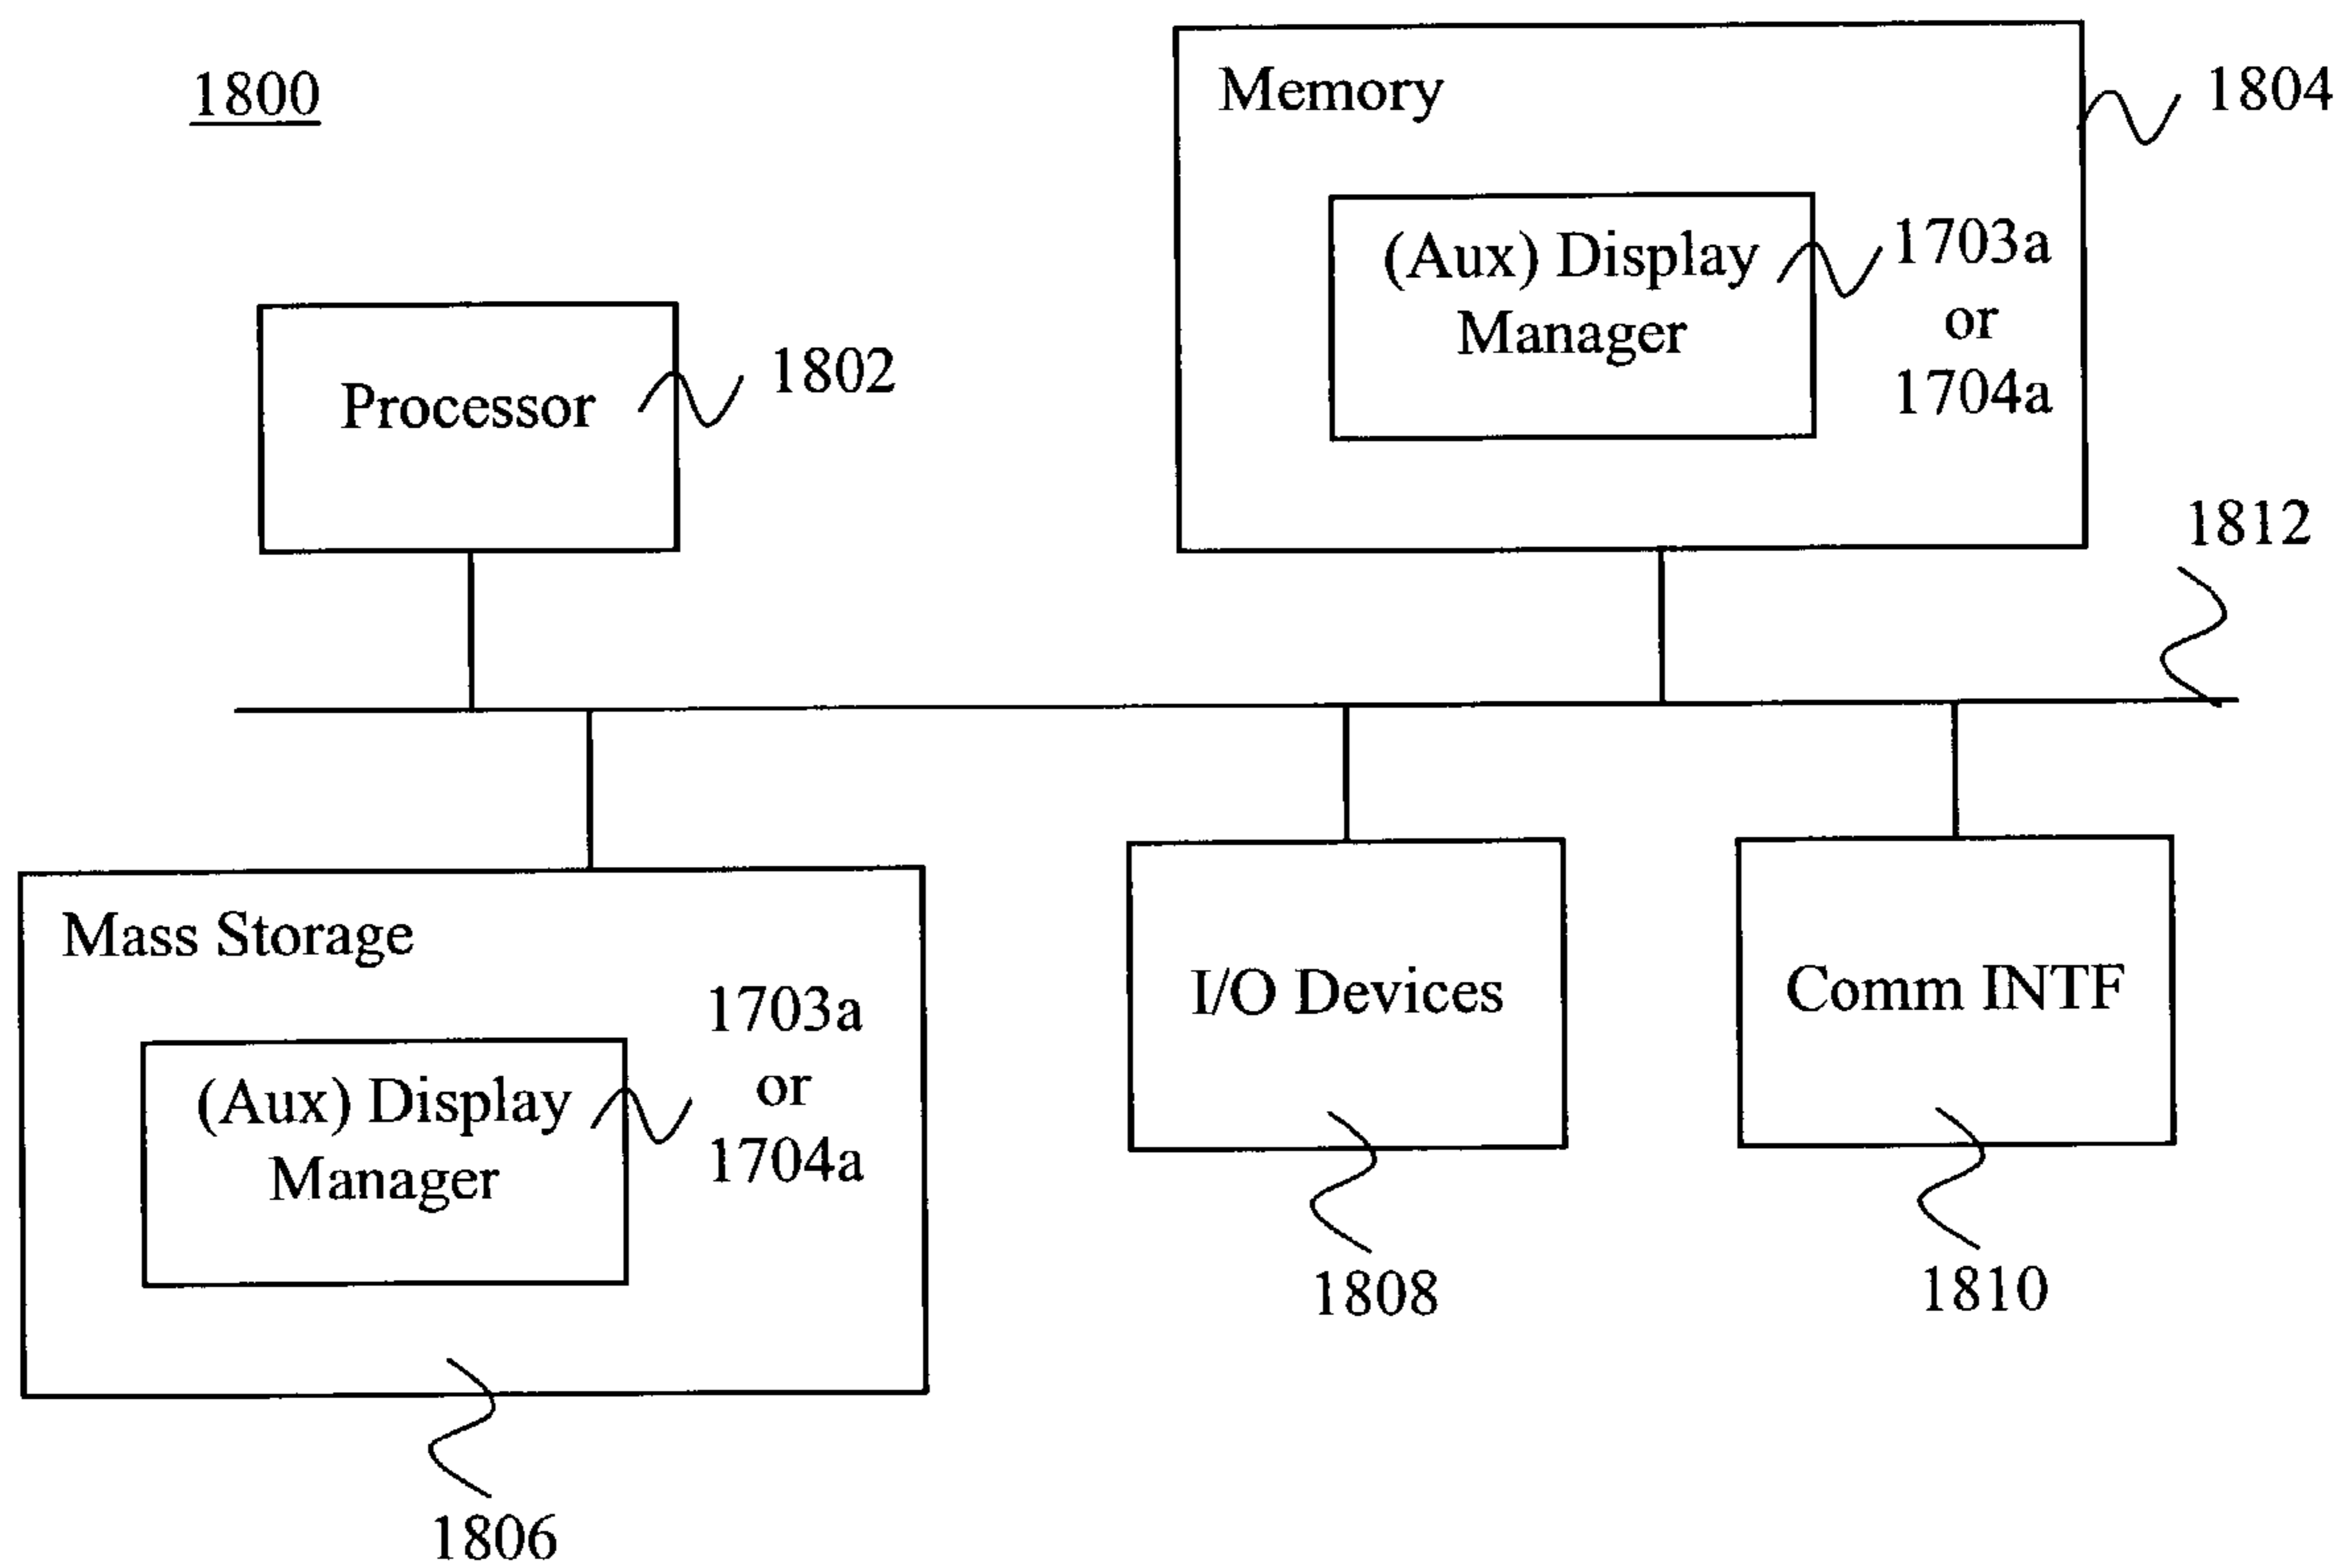 1800
Memory
1804
(Aux) Display
Manager
1703a
or
1704a
Processor
1802
1812
Mass Storage
(Aux) Display
Manager
1703a
or
1704a
1806
I/O Devices
1808
Comm INTF
1810